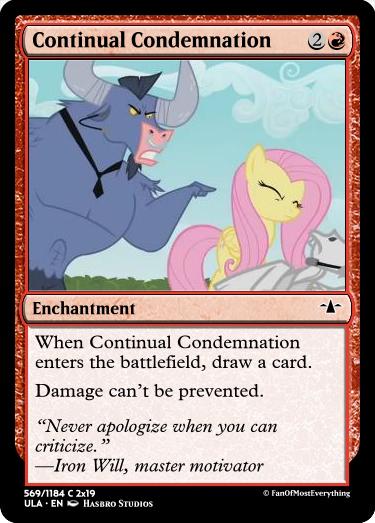 Continual Condemnation 2
Enchantment
When Continual Condemnation
enters the battlefield, draw a card.
Damage can't be prevented.
“Never apologize when you can
criticize.”
—Iron Will, master motivator
569/1184 C 2x19
ULA • EN Hasbro Studios
© FanOfMostEverything